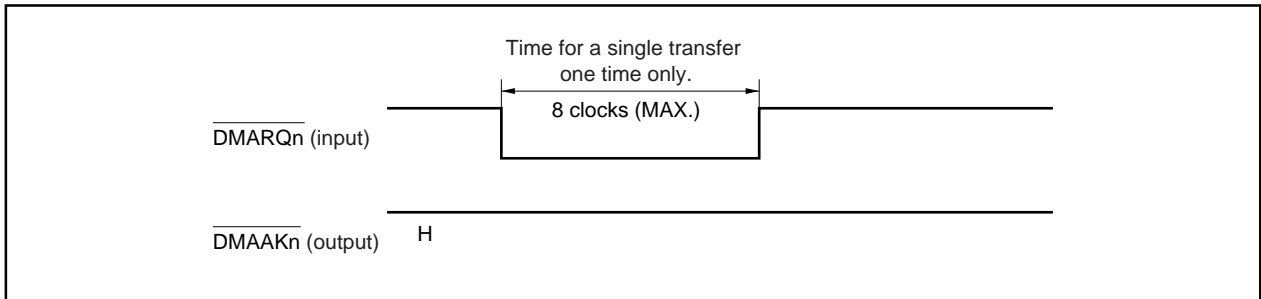 Time for a single transfer
one time only.
8 clocks (MAX.)
DMARQn (input)
DMAAKn (output)
H